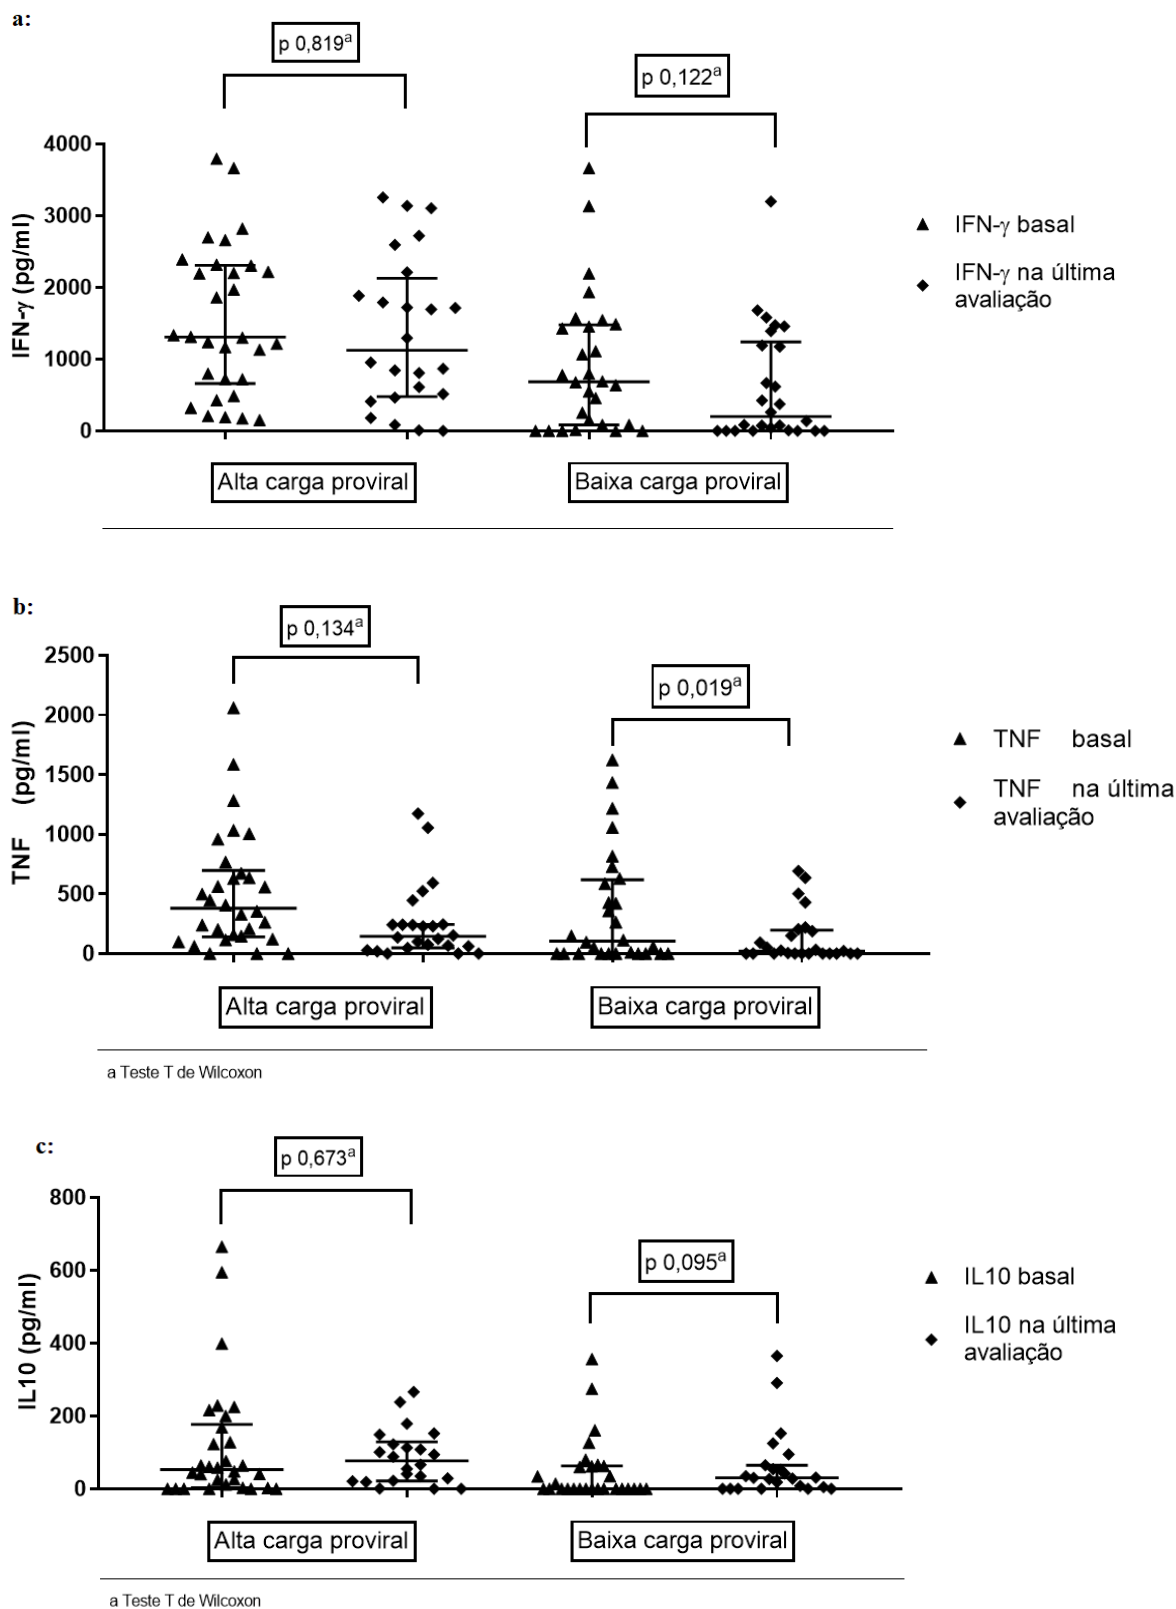 a:
p 0,819a
p 0,122a
4000
3000
2000
1000
0
IFN-γ (pg/ml)
IFN-γ basal
IFN-γ na última
avaliação
Alta carga proviral
Baixa carga proviral
b:
p 0,134a
p 0,019a
2500
2000
1500
1000
500
0
TNF (pg/ml)
TNF basal
TNF na última
avaliação
Alta carga proviral
Baixa carga proviral
a Teste T de Wilcoxon
c:
p 0,673a
p 0,095a
800
600
400
200
0
IL10 (pg/ml)
IL10 basal
IL10 na última
avaliação
Alta carga proviral
Baixa carga proviral
a Teste T de Wilcoxon